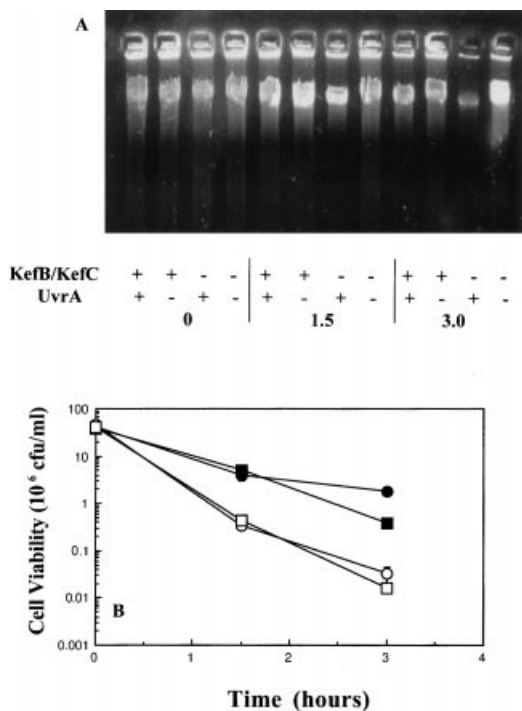 A
KefB/KefC + + - - + + - - + + - -
UvrA + - + - + - + - + - + -
0 1.5 3.0
Cell Viability (10⁶ cfu/ml)
100
10
1
0.1
0.01
0.001
B
0 1 2 3 4
Time (hours)